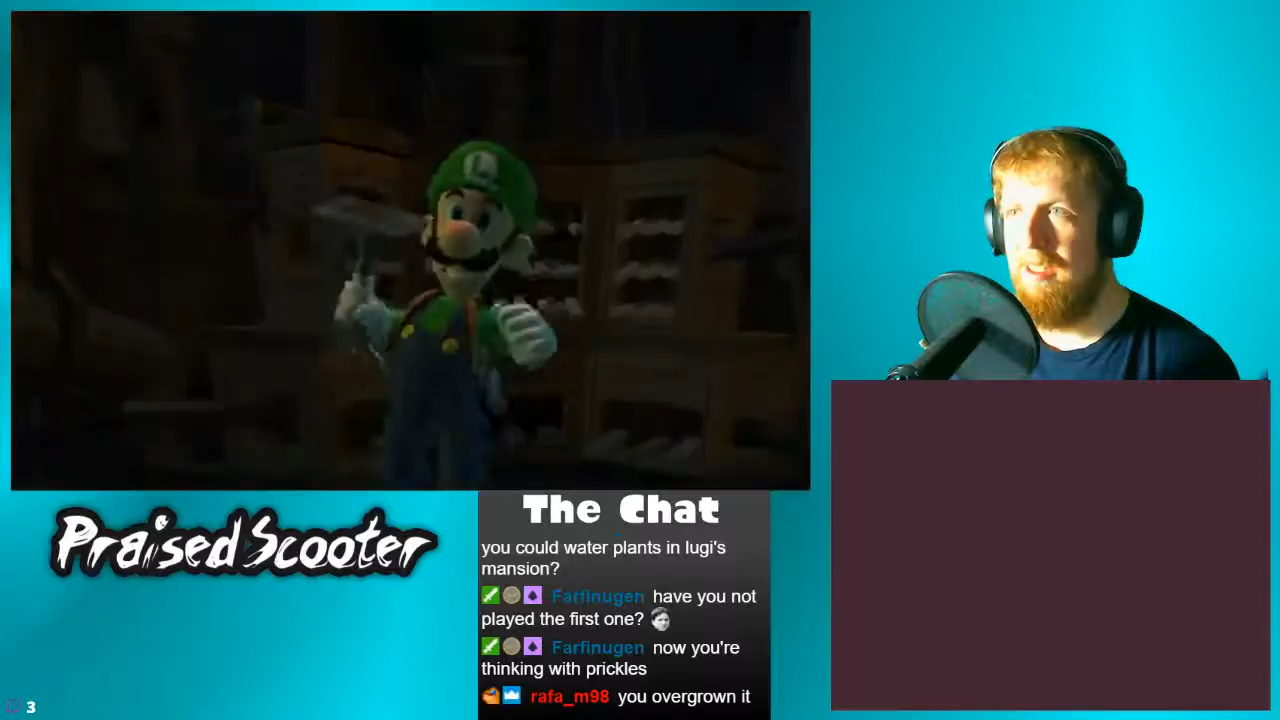 L
Praised Scooter
The Chat
you could water plants in lugi's
mansion?
Farfinugen have you not
played the first one?
Farfinugen now you're
thinking with prickles
rafa_m98 you overgrown it
3